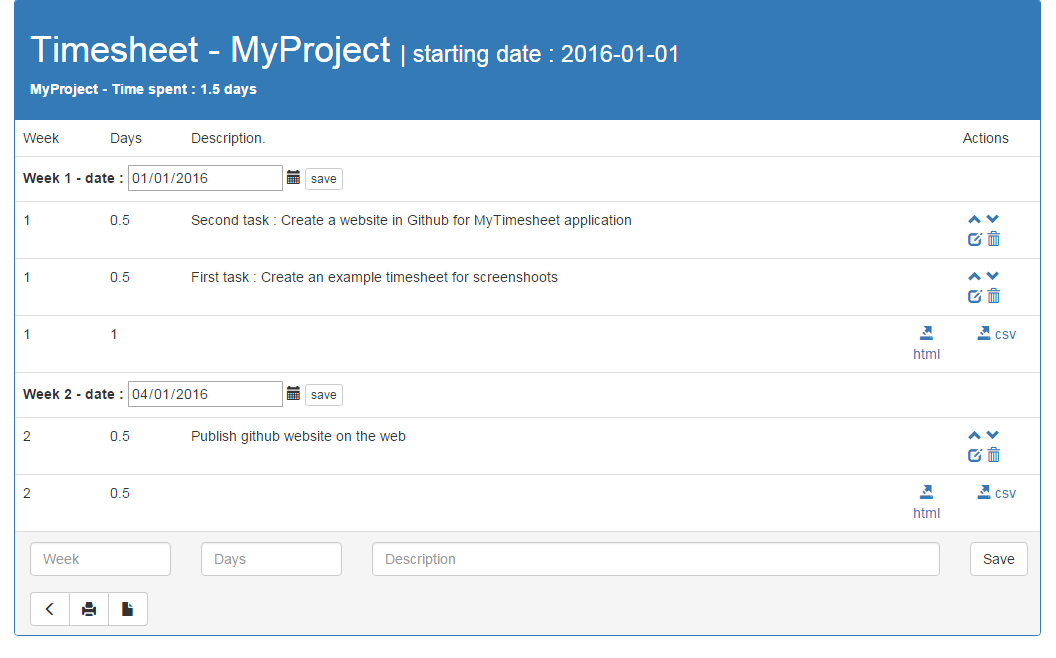 Timesheet - MyProject | starting date : 2016-01-01
MyProject - Time spent : 1.5 days
Week Days Description. Actions
Week 1 - date : 01/01/2016 save
1 0.5 Second task : Create a website in Github for MyTimesheet application
1 0.5 First task : Create an example timesheet for screenshoots
1 1 csv
html
Week 2 - date : 04/01/2016 save
2 0.5 Publish github website on the web
2 0.5 csv
html
Week Days Description Save